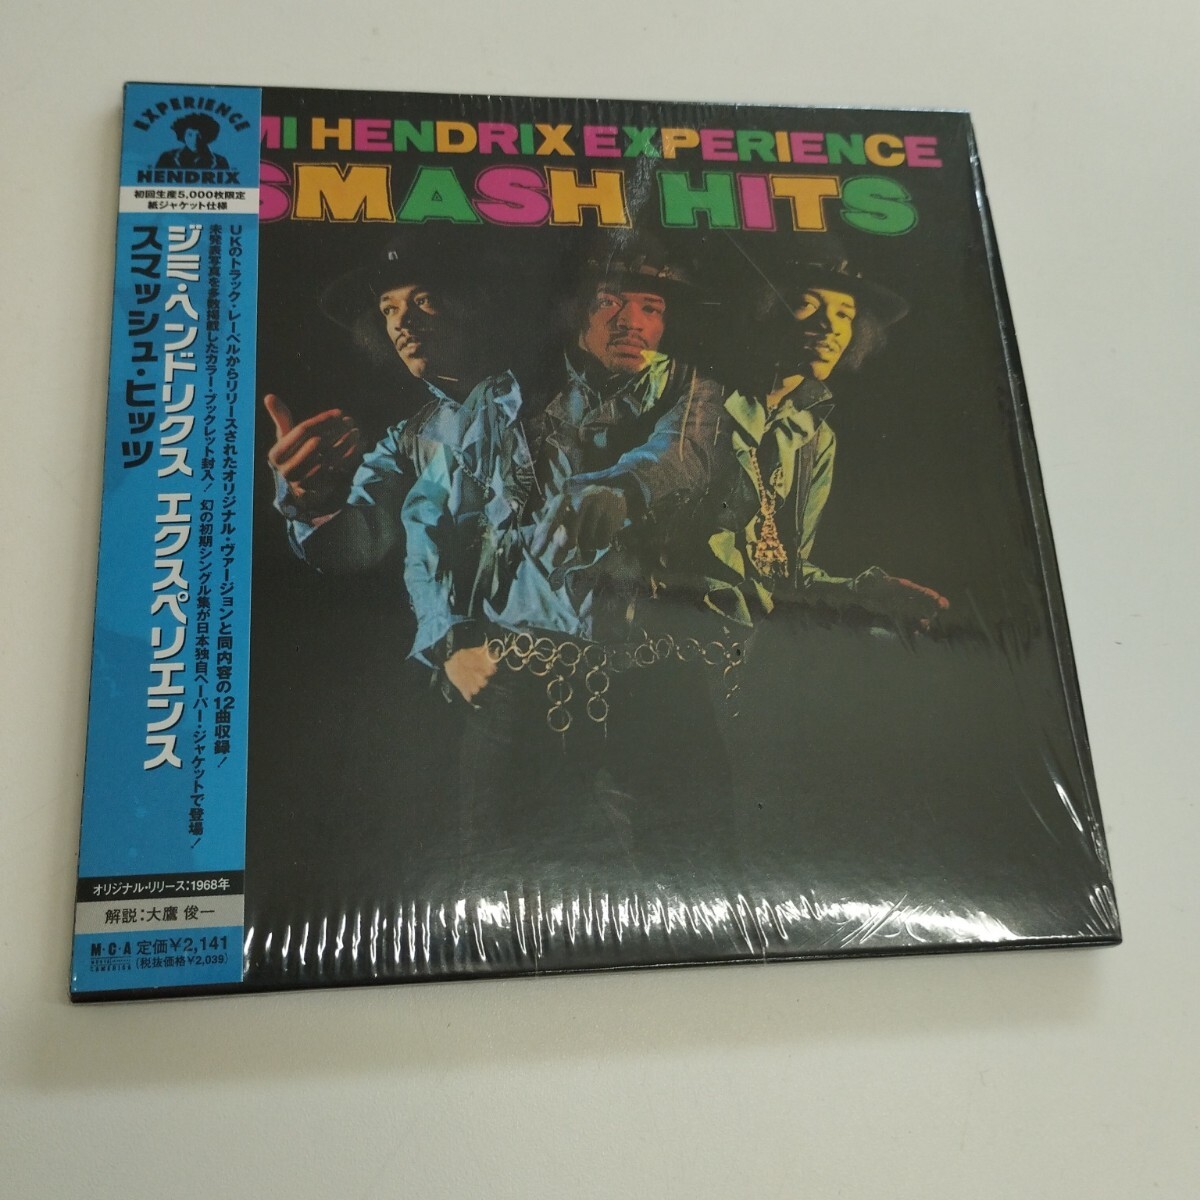 EXPERIENCE
HENDRIX
初回生産5,000枚限定
紙ジャケット仕様
UKのトラック・レーベルからリリースされたオリジナル・ヴァージョンと同内容の12曲収録！
未発表写真を多数掲載したカラー・ブックレット封入！ 幻の初期シングル集が日本独自ペーパー・ジャケットで登場！
ジミ・ヘンドリクス エクスペリエンス
スマッシュ・ヒッツ
オリジナル・リリース：1968年
解説：大鷹 俊一
M・C・A 定価￥2,141
(税抜価格￥2,039)
MI HENDRIX EXPERIENCE
SMASH HITS